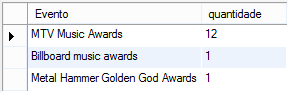 Evento quantidade
MTV Music Awards 12
Billboard music awards 1
Metal Hammer Golden God Awards 1